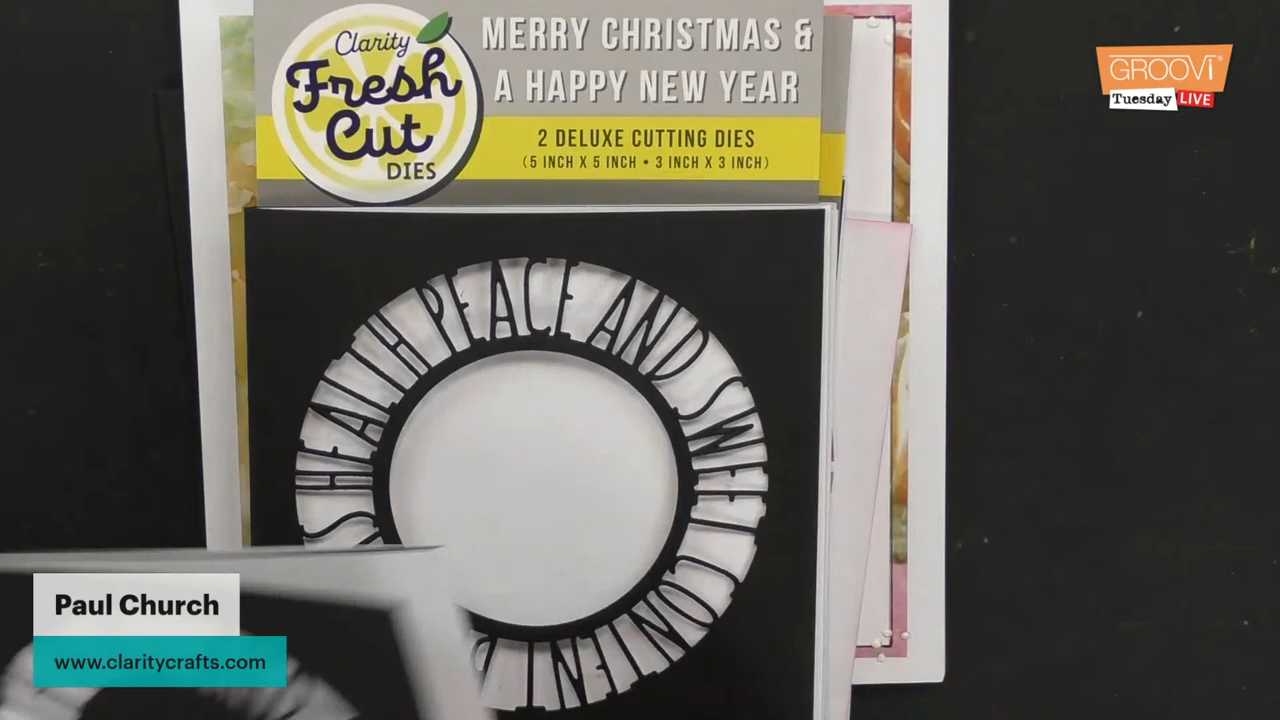 Clarity
Fresh
Cut
DIES
MERRY CHRISTMAS &
A HAPPY NEW YEAR
2 DELUXE CUTTING DIES
(5 INCH X 5 INCH • 3 INCH X 3 INCH)
HEALTH PEACE AND SWEET CONTENT
GROOVI®
Tuesday LIVE
Paul Church
www.claritycrafts.com